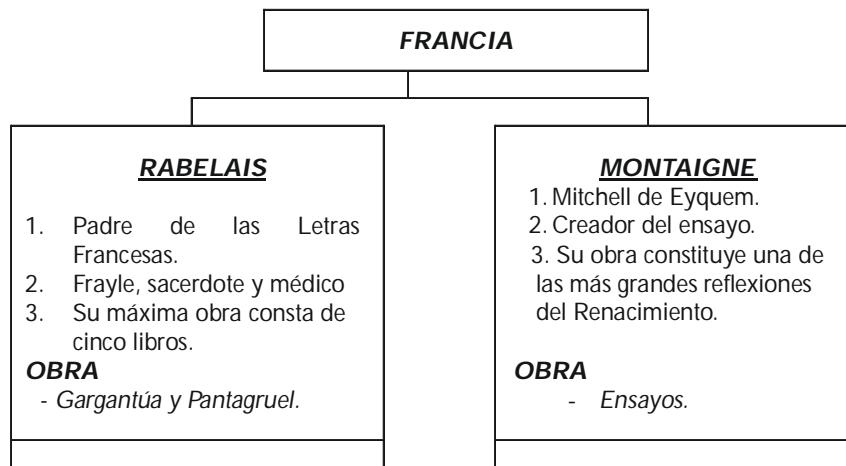 FRANCIA
RABELAIS
1. Padre de las Letras
Francesas.
2. Frayle, sacerdote y médico
3. Su máxima obra consta de
cinco libros.
OBRA
- Gargantúa y Pantagruel.
MONTAIGNE
1. Mitchell de Eyquem.
2. Creador del ensayo.
3. Su obra constituye una de
las más grandes reflexiones
del Renacimiento.
OBRA
- Ensayos.